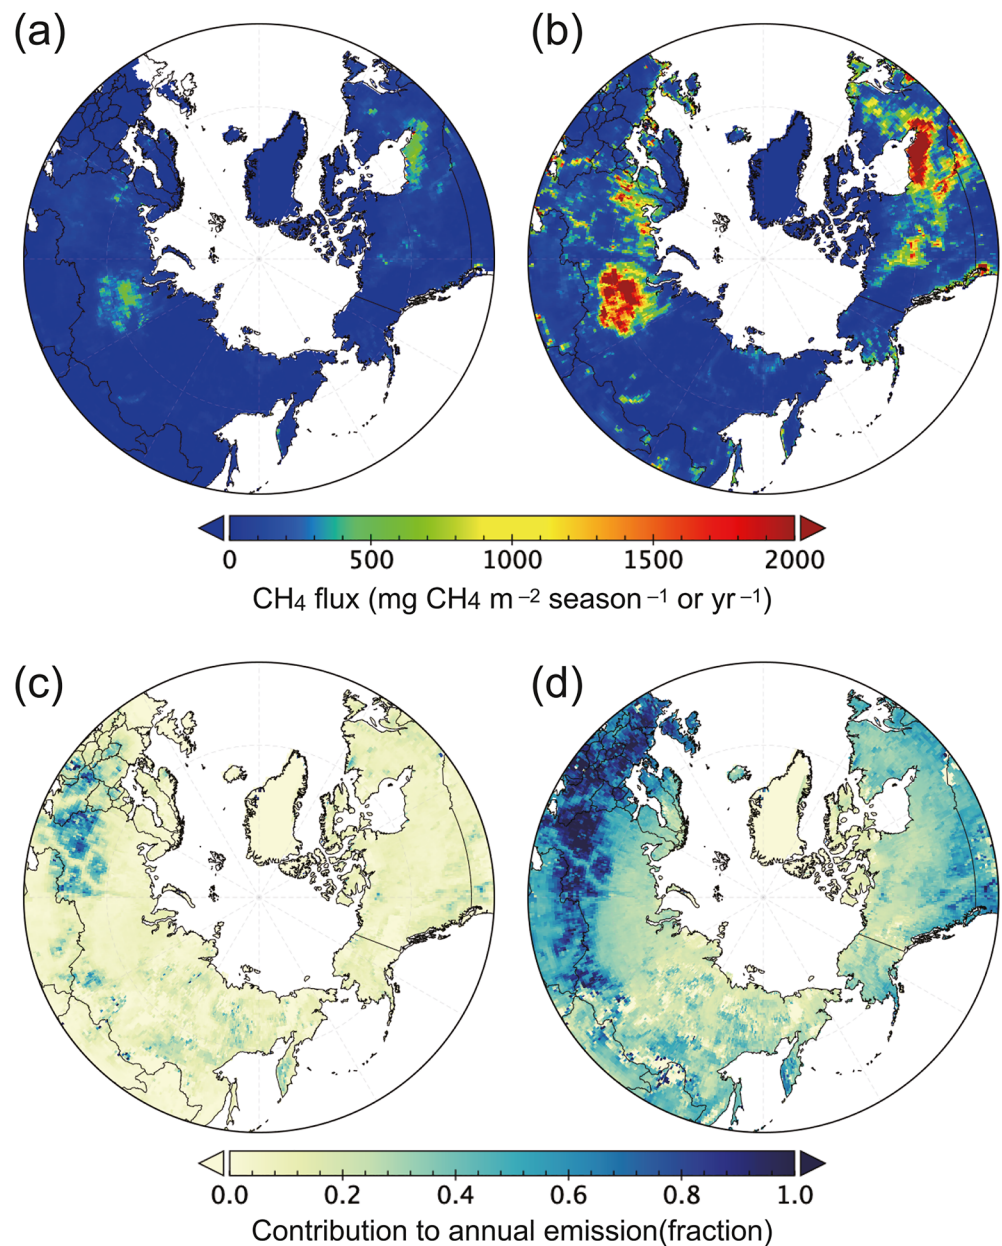 (a)
(b)
0 500 1000 1500 2000
CH₄ flux (mg CH₄ m⁻² season⁻¹ or yr⁻¹)
(c)
(d)
0.0 0.2 0.4 0.6 0.8 1.0
Contribution to annual emission(fraction)